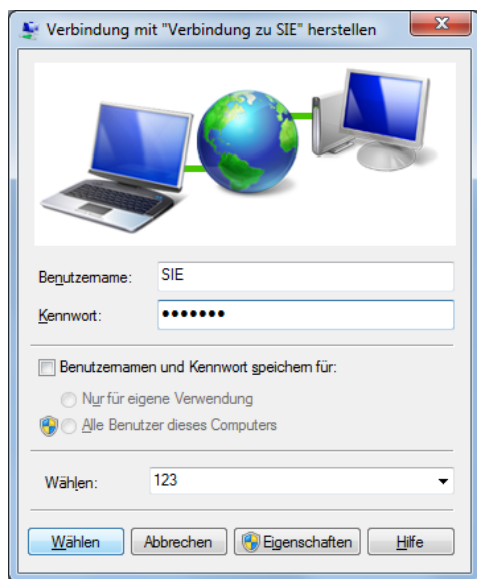 Verbindung mit "Verbindung zu SIE" herstellen
Benutzername: SIE
Kennwort: •••••••
Benutzernamen und Kennwort speichern für:
Nur für eigene Verwendung
Alle Benutzer dieses Computers
Wählen: 123
Wählen Abbrechen Eigenschaften Hilfe